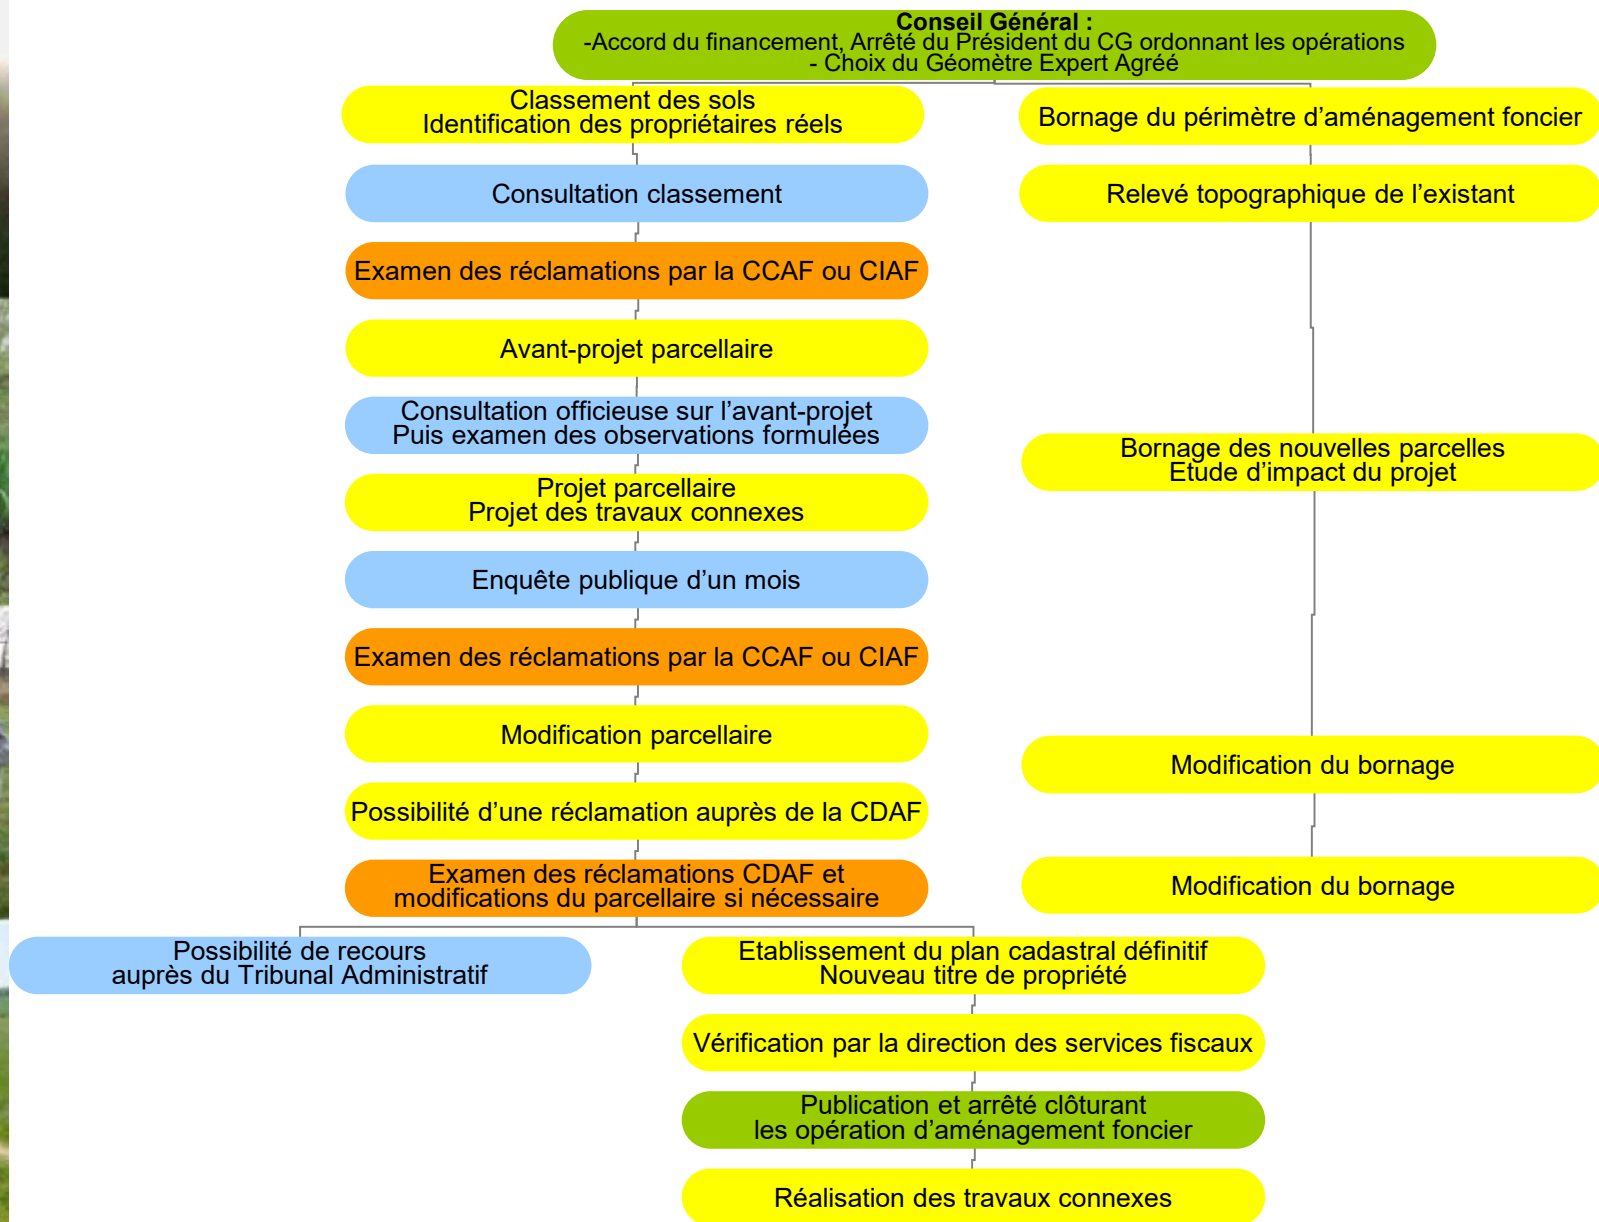 Conseil Général :
-Accord du financement, Arrêté du Président du CG ordonnant les opérations
- Choix du Géomètre Expert Agréé
Classement des sols
Identification des propriétaires réels
Consultation classement
Examen des réclamations par la CCAF ou CIAF
Avant-projet parcellaire
Consultation officieuse sur l’avant-projet
Puis examen des observations formulées
Projet parcellaire
Projet des travaux connexes
Enquête publique d’un mois
Examen des réclamations par la CCAF ou CIAF
Modification parcellaire
Possibilité d’une réclamation auprès de la CDAF
Examen des réclamations CDAF et
modifications du parcellaire si nécessaire
Possibilité de recours
auprès du Tribunal Administratif
Etablissement du plan cadastral définitif
Nouveau titre de propriété
Vérification par la direction des services fiscaux
Publication et arrêté clôturant
les opération d’aménagement foncier
Réalisation des travaux connexes
Bornage du périmètre d’aménagement foncier
Relevé topographique de l’existant
Bornage des nouvelles parcelles
Etude d’impact du projet
Modification du bornage
Modification du bornage